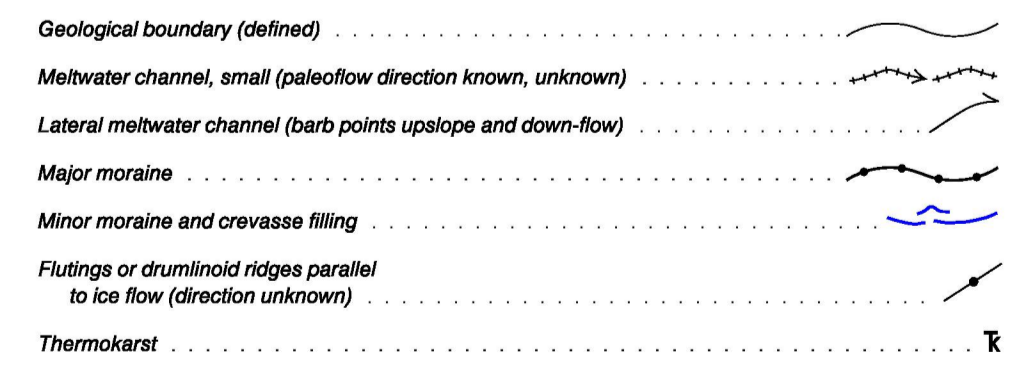 Geological boundary (defined) . . . . . . . . . . . . . . . . . . . . . . . . . . . . . . . . . . . .
Meltwater channel, small (paleoflow direction known, unknown) . . . . . . . . . . . . . .
Lateral meltwater channel (barb points upslope and down-flow) . . . . . . . . . . . . . . . . . . . .
Major moraine . . . . . . . . . . . . . . . . . . . . . . . . . . . . . . . . . . . . . . . . . . . . . .
Minor moraine and crevasse filling . . . . . . . . . . . . . . . . . . . . . . . . . . . . . . . . . . . .
Flutings or drumlinoid ridges parallel
to ice flow (direction unknown) . . . . . . . . . . . . . . . . . . . . . . . . . . . . . . . . . . . . . . . .
Thermokarst . . . . . . . . . . . . . . . . . . . . . . . . . . . . . . . . . . . . . . . . . . . . . . . . . . . . . . . . Tk